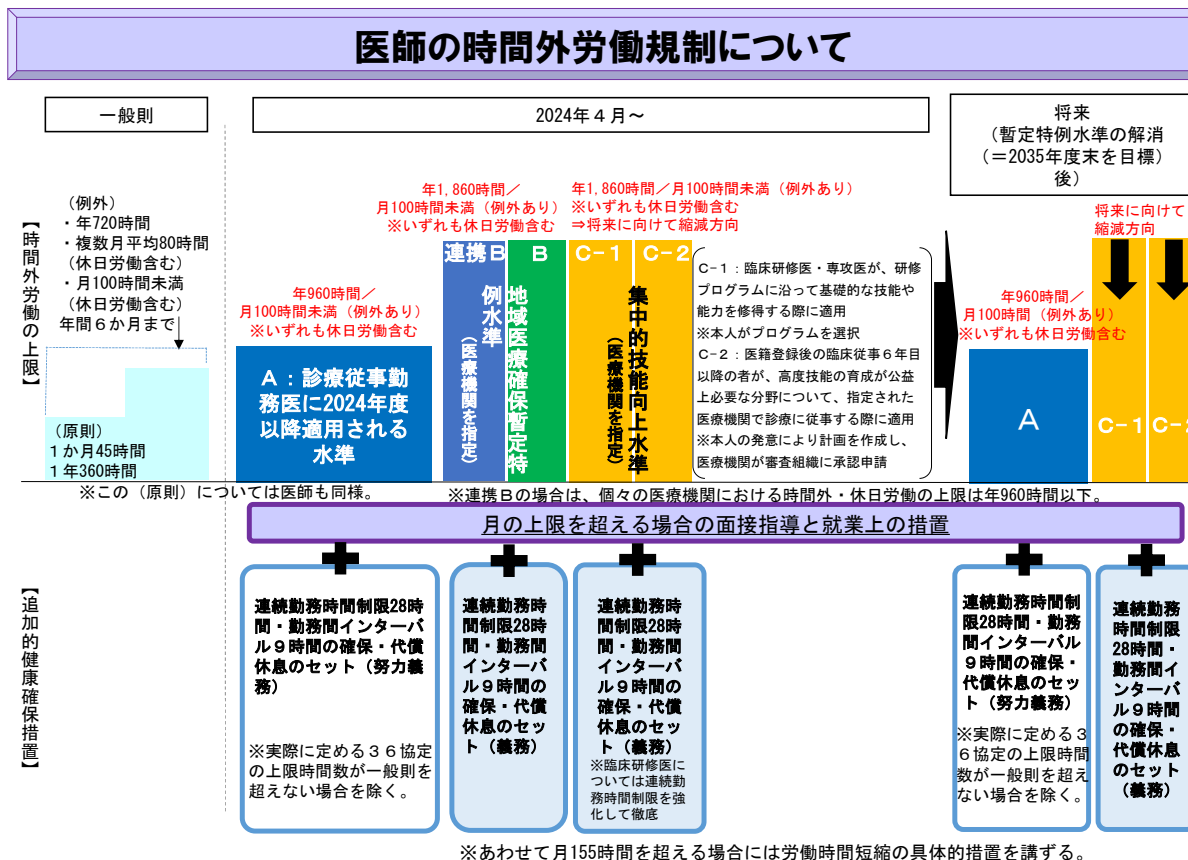 医師の時間外労働規制について
一般則
2024年４月～
将来
（暫定特例水準の解消
（＝2035年度末を目標）
後）
【時間外労働の上限】
（例外）
・年720時間
・複数月平均80時間
（休日労働含む）
・月100時間未満
（休日労働含む）
年間６か月まで
（原則）
１か月45時間
１年360時間
※この（原則）については医師も同様。
年960時間／
月100時間未満（例外あり）
※いずれも休日労働含む
Ａ：診療従事勤
務医に2024年度
以降適用される
水準
年1,860時間／
月100時間未満（例外あり）
※いずれも休日労働含む
連携Ｂ
Ｂ
地域医療確保暫定特
例水準
（医療機関を指定）
年1,860時間／月100時間未満（例外あり）
※いずれも休日労働含む
⇒将来に向けて縮減方向
Ｃ-１
Ｃ-２
集中的技能向上水準
（医療機関を指定）
Ｃ-１：臨床研修医・専攻医が、研修
プログラムに沿って基礎的な技能や
能力を修得する際に適用
※本人がプログラムを選択
Ｃ-２：医籍登録後の臨床従事６年目
以降の者が、高度技能の育成が公益
上必要な分野について、指定された
医療機関で診療に従事する際に適用
※本人の発意により計画を作成し、
医療機関が審査組織に承認申請
※連携Ｂの場合は、個々の医療機関における時間外・休日労働の上限は年960時間以下。
年960時間／
月100時間（例外あり）
※いずれも休日労働含む
Ａ
将来に向けて
縮減方向
Ｃ-１
Ｃ-２
月の上限を超える場合の面接指導と就業上の措置
【追加的健康確保措置】
連続勤務時間制限28時
間・勤務間インターバ
ル９時間の確保・代償
休息のセット（努力義
務）
※実際に定める３６協定
の上限時間数が一般則を
超えない場合を除く。
連続勤務時
間制限28時
間・勤務間
インターバ
ル９時間の
確保・代償
休息のセッ
ト（義務）
連続勤務時
間制限28時
間・勤務間
インターバ
ル９時間の
確保・代償
休息のセッ
ト（義務）
※臨床研修医に
ついては連続勤
務時間制限を強
化して徹底
連続勤務時間制
限28時間・勤務
間インターバル
９時間の確保・
代償休息のセッ
ト（努力義務）
※実際に定める３
６協定の上限時間
数が一般則を超え
ない場合を除く。
連続勤務
時間制限
28時間・
勤務間イ
ンターバ
ル９時間
の確保・
代償休息
のセット
（義務）
※あわせて月155時間を超える場合には労働時間短縮の具体的措置を講ずる。